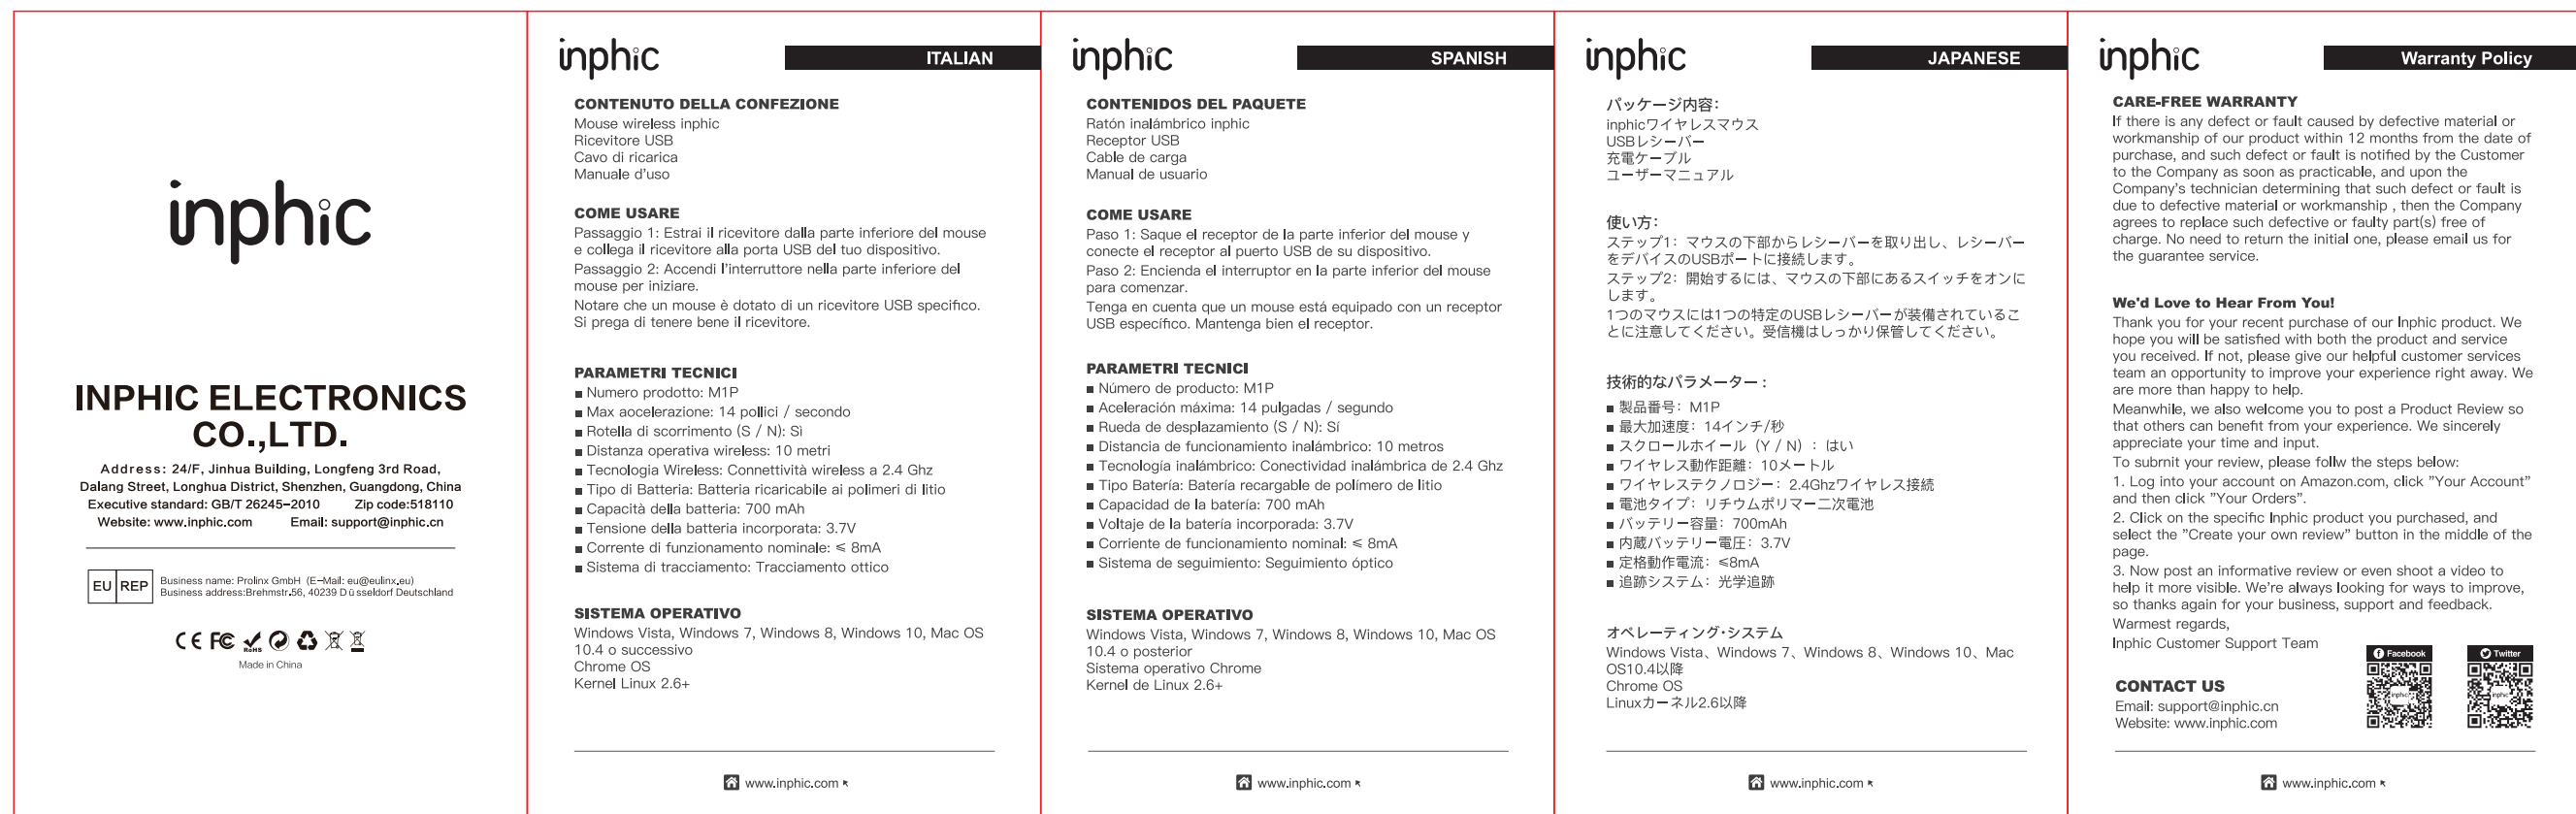 inphic
INPHIC ELECTRONICS
CO.,LTD.
Address: 24/F, Jinhua Building, Longfeng 3rd Road,
Dalang Street, Longhua District, Shenzhen, Guangdong, China
Executive standard: GB/T 26245-2010 Zip code:518110
Website: www.inphic.com Email: support@inphic.cn
EU REP
Business name: Prolinx GmbH (E-Mail: eu@eulinx.eu)
Business address:Brehmstr.56, 40239 Düsseldorf Deutschland
CE FC RoHS
Made in China
inphic
ITALIAN
CONTENUTO DELLA CONFEZIONE
Mouse wireless inphic
Ricevitore USB
Cavo di ricarica
Manuale d'uso
COME USARE
Passaggio 1: Estrai il ricevitore dalla parte inferiore del mouse
e collega il ricevitore alla porta USB del tuo dispositivo.
Passaggio 2: Accendi l'interruttore nella parte inferiore del
mouse per iniziare.
Notare che un mouse è dotato di un ricevitore USB specifico.
Si prega di tenere bene il ricevitore.
PARAMETRI TECNICI
■ Numero prodotto: M1P
■ Max aocelerazione: 14 pollici / secondo
■ Rotella di scorrimento (S / N): Sì
■ Distanza operativa wireless: 10 metri
■ Tecnologia Wireless: Connettività wireless a 2.4 Ghz
■ Tipo di Batteria: Batteria ricaricabile ai polimeri di litio
■ Capacità della batteria: 700 mAh
■ Tensione della batteria incorporata: 3.7V
■ Corrente di funzionamento nominale: ≤ 8mA
■ Sistema di tracciamento: Tracciamento ottico
SISTEMA OPERATIVO
Windows Vista, Windows 7, Windows 8, Windows 10, Mac OS
10.4 o successivo
Chrome OS
Kernel Linux 2.6+
www.inphic.com
inphic
SPANISH
CONTENIDOS DEL PAQUETE
Ratón inalámbrico inphic
Receptor USB
Cable de carga
Manual de usuario
COME USARE
Paso 1: Saque el receptor de la parte inferior del mouse y
conecte el receptor al puerto USB de su dispositivo.
Paso 2: Encienda el interruptor en la parte inferior del mouse
para comenzar.
Tenga en cuenta que un mouse está equipado con un receptor
USB específico. Mantenga bien el receptor.
PARAMETRI TECNICI
■ Número de producto: M1P
■ Aceleración máxima: 14 pulgadas / segundo
■ Rueda de desplazamiento (S / N): Sí
■ Distancia de funcionamiento inalámbrico: 10 metros
■ Tecnología inalámbrico: Conectividad inalámbrica de 2.4 Ghz
■ Tipo Batería: Batería recargable de polímero de litio
■ Capacidad de la batería: 700 mAh
■ Voltaje de la batería incorporada: 3.7V
■ Corriente de funcionamiento nominal: ≤ 8mA
■ Sistema de seguimiento: Seguimiento óptico
SISTEMA OPERATIVO
Windows Vista, Windows 7, Windows 8, Windows 10, Mac OS
10.4 o posterior
Sistema operativo Chrome
Kernel de Linux 2.6+
www.inphic.com
inphic
JAPANESE
パッケージ内容:
inphicワイヤレスマウス
USBレシーバー
充電ケーブル
ユーザーマニュアル
使い方:
ステップ1: マウスの下部からレシーバーを取り出し、レシーバー
をデバイスのUSBポートに接続します。
ステップ2: 開始するには、マウスの下部にあるスイッチをオンに
します。
1つのマウスには1つの特定のUSBレシーバーが装備されているこ
とに注意してください。受信機はしっかり保管してください。
技術的なパラメーター:
■ 製品番号: M1P
■ 最大加速度: 14インチ/秒
■ スクロールホイール (Y / N) : はい
■ ワイヤレス動作距離: 10メートル
■ ワイヤレステクノロジー: 2.4Ghzワイヤレス接続
■ 電池タイプ: リチウムポリマー二次電池
■ バッテリー容量: 700mAh
■ 内蔵バッテリー電圧: 3.7V
■ 定格動作電流: ≤8mA
■ 追跡システム: 光学追跡
オペレーティング・システム
Windows Vista、Windows 7、Windows 8、Windows 10、Mac
OS10.4以降
Chrome OS
Linuxカーネル2.6以降
www.inphic.com
inphic
Warranty Policy
CARE-FREE WARRANTY
If there is any defect or fault caused by defective material or
workmanship of our product within 12 months from the date of
purchase, and such defect or fault is notified by the Customer
to the Company as soon as practicable, and upon the
Company's technician determining that such defect or fault is
due to defective material or workmanship , then the Company
agrees to replace such defective or faulty part(s) free of
charge. No need to return the initial one, please email us for
the guarantee service.
We'd Love to Hear From You!
Thank you for your recent purchase of our Inphic product. We
hope you will be satisfied with both the product and service
you received. If not, please give our helpful customer services
team an opportunity to improve your experience right away. We
are more than happy to help.
Meanwhile, we also welcome you to post a Product Review so
that others can benefit from your experience. We sincerely
appreciate your time and input.
To subrnit your review, please follw the steps below:
1. Log into your account on Amazon.com, click "Your Account"
and then click "Your Orders".
2. Click on the specific Inphic product you purchased, and
select the "Create your own review" button in the middle of the
page.
3. Now post an informative review or even shoot a video to
help it more visible. We're always looking for ways to improve,
so thanks again for your business, support and feedback.
Warmest regards,
Inphic Customer Support Team
Facebook
Twitter
inphic
inphic
CONTACT US
Email: support@inphic.cn
Website: www.inphic.com
www.inphic.com